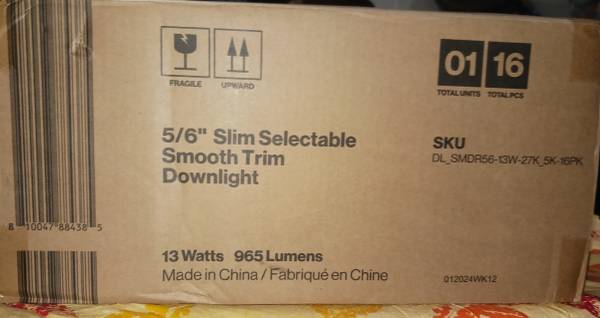 FRAGILE
UPWARD
01 16
TOTAL UNITS TOTAL PCS
5/6" Slim Selectable
Smooth Trim
Downlight
SKU
DL_SMDR56-13W-27K_5K-16PK
8 10047 88438 5
13 Watts 965 Lumens
Made in China / Fabriqué en Chine
012024WK12